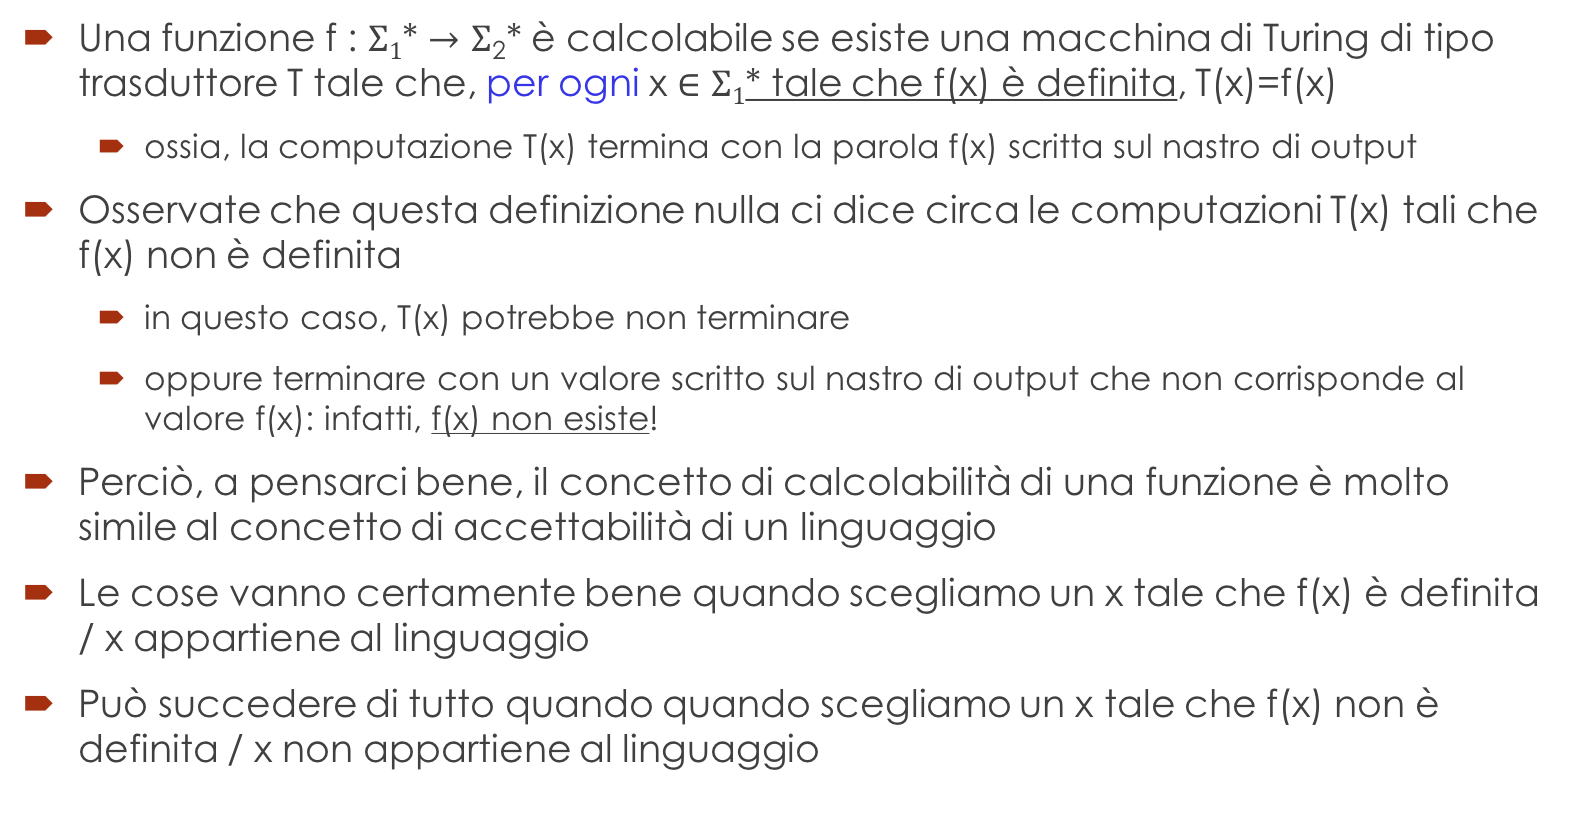 Una funzione f : Σ₁* → Σ₂* è calcolabile se esiste una macchina di Turing di tipo
trasduttore T tale che, per ogni x ∈ Σ₁* tale che f(x) è definita, T(x)=f(x)
ossia, la computazione T(x) termina con la parola f(x) scritta sul nastro di output
Osservate che questa definizione nulla ci dice circa le computazioni T(x) tali che
f(x) non è definita
in questo caso, T(x) potrebbe non terminare
oppure terminare con un valore scritto sul nastro di output che non corrisponde al
valore f(x): infatti, f(x) non esiste!
Perciò, a pensarci bene, il concetto di calcolabilità di una funzione è molto
simile al concetto di accettabilità di un linguaggio
Le cose vanno certamente bene quando scegliamo un x tale che f(x) è definita
/ x appartiene al linguaggio
Può succedere di tutto quando quando scegliamo un x tale che f(x) non è
definita / x non appartiene al linguaggio